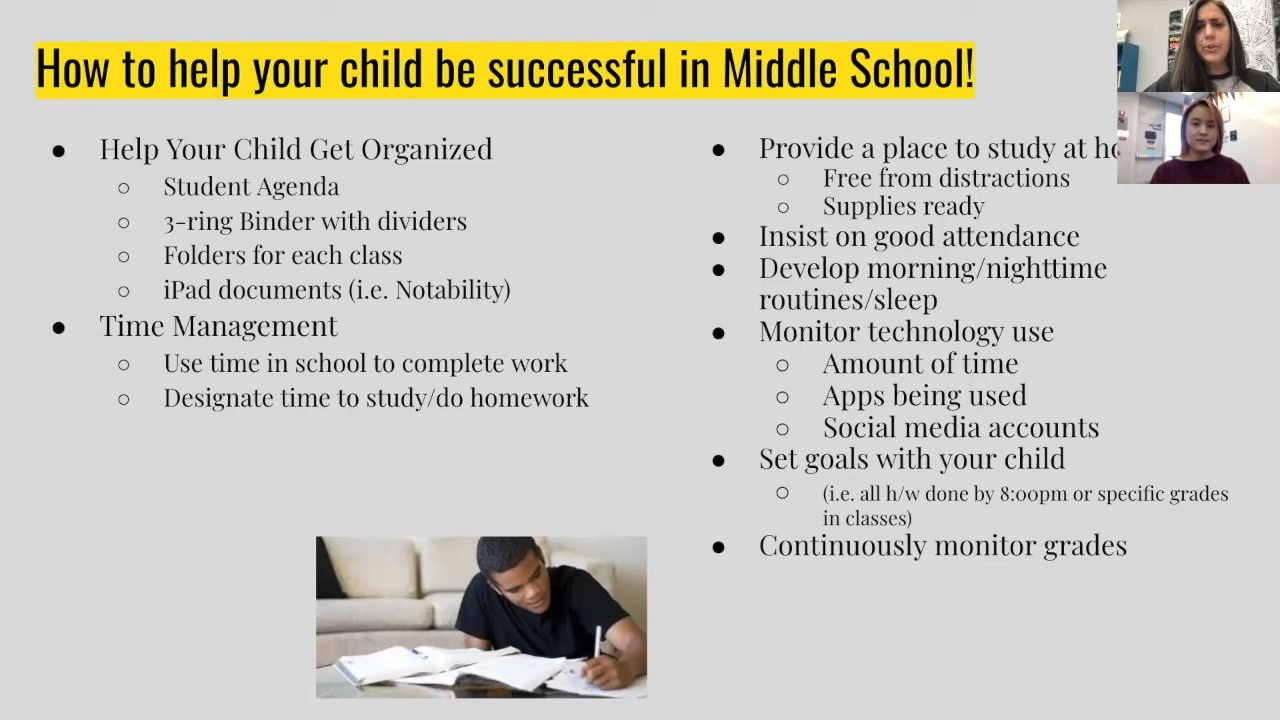 How to help your child be successful in Middle School!
● Help Your Child Get Organized
○ Student Agenda
○ 3-ring Binder with dividers
○ Folders for each class
○ iPad documents (i.e. Notability)
● Time Management
○ Use time in school to complete work
○ Designate time to study/do homework
● Provide a place to study at
○ Free from distractions
○ Supplies ready
● Insist on good attendance
● Develop morning/nighttime
routines/sleep
● Monitor technology use
○ Amount of time
○ Apps being used
○ Social media accounts
● Set goals with your child
○ (i.e. all h/w done by 8:00pm or specific grades
in classes)
● Continuously monitor grades